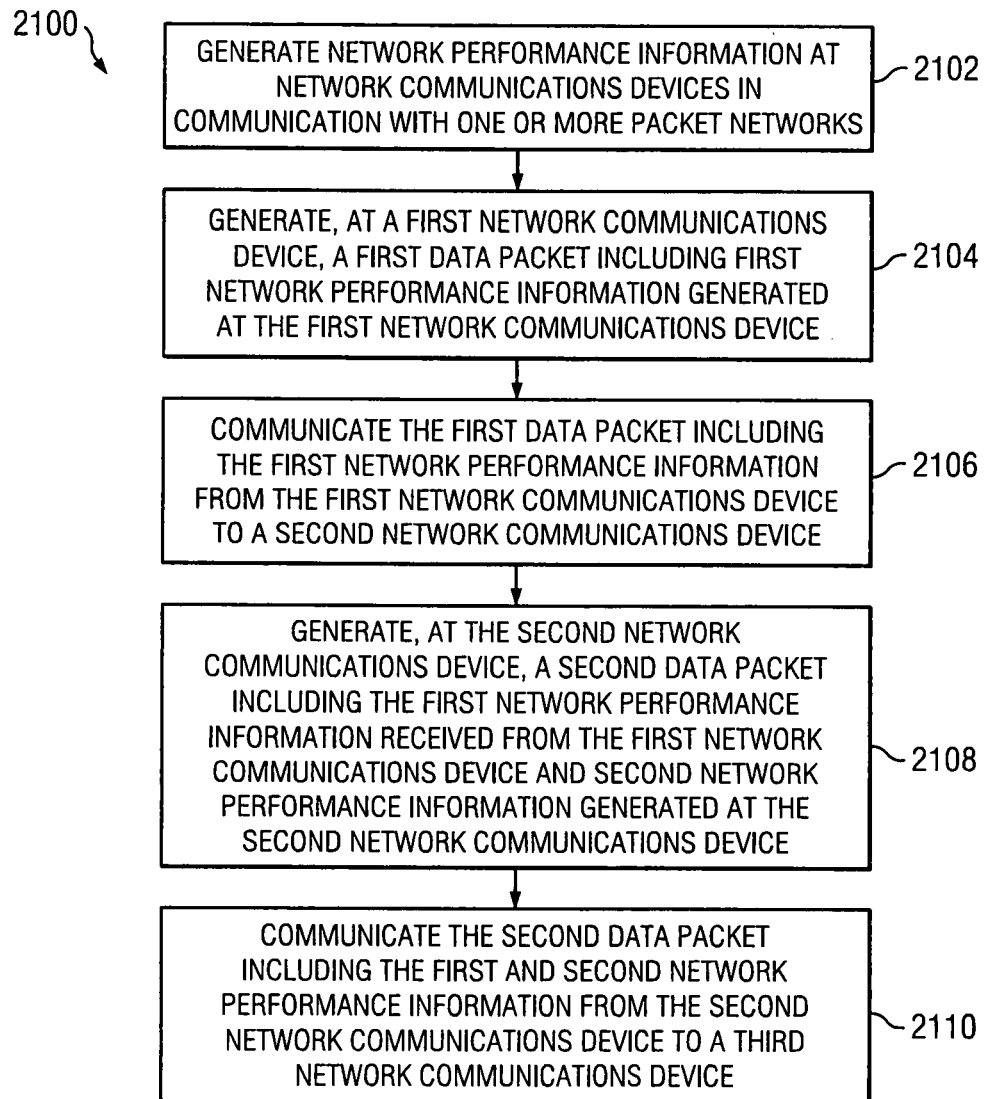 2100
GENERATE NETWORK PERFORMANCE INFORMATION AT
NETWORK COMMUNICATIONS DEVICES IN
COMMUNICATION WITH ONE OR MORE PACKET NETWORKS
2102
GENERATE, AT A FIRST NETWORK COMMUNICATIONS
DEVICE, A FIRST DATA PACKET INCLUDING FIRST
NETWORK PERFORMANCE INFORMATION GENERATED
AT THE FIRST NETWORK COMMUNICATIONS DEVICE
2104
COMMUNICATE THE FIRST DATA PACKET INCLUDING
THE FIRST NETWORK PERFORMANCE INFORMATION
FROM THE FIRST NETWORK COMMUNICATIONS DEVICE
TO A SECOND NETWORK COMMUNICATIONS DEVICE
2106
GENERATE, AT THE SECOND NETWORK
COMMUNICATIONS DEVICE, A SECOND DATA PACKET
INCLUDING THE FIRST NETWORK PERFORMANCE
INFORMATION RECEIVED FROM THE FIRST NETWORK
COMMUNICATIONS DEVICE AND SECOND NETWORK
PERFORMANCE INFORMATION GENERATED AT THE
SECOND NETWORK COMMUNICATIONS DEVICE
2108
COMMUNICATE THE SECOND DATA PACKET
INCLUDING THE FIRST AND SECOND NETWORK
PERFORMANCE INFORMATION FROM THE SECOND
NETWORK COMMUNICATIONS DEVICE TO A THIRD
NETWORK COMMUNICATIONS DEVICE
2110